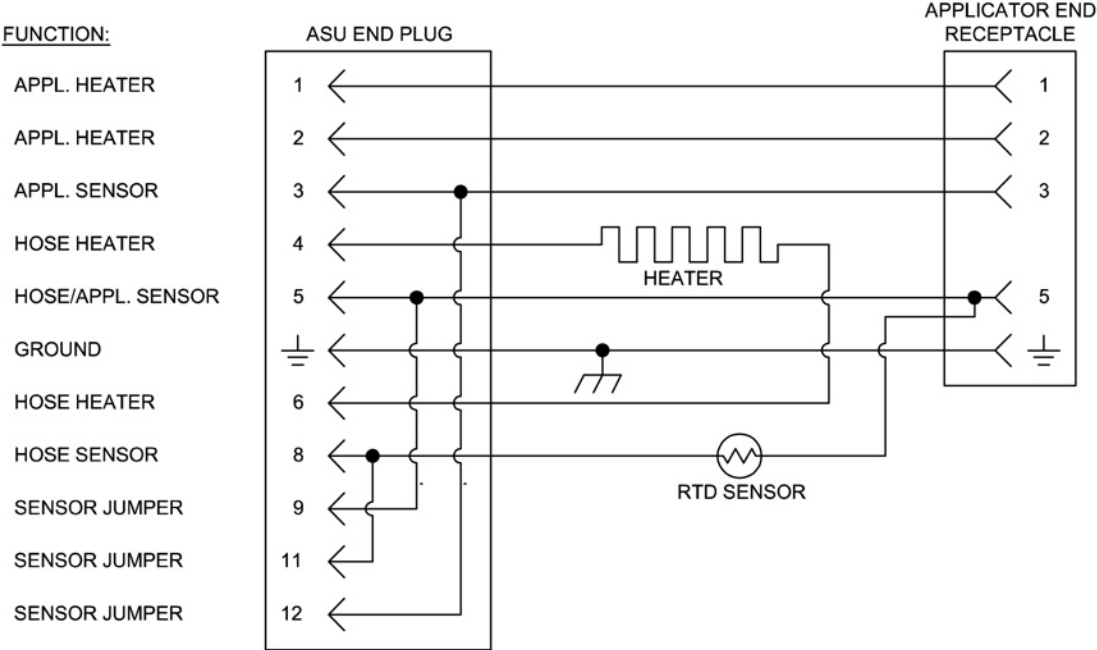 APPLICATOR END
FUNCTION: ASU END PLUG RECEPTACLE
APPL. HEATER 1 1
APPL. HEATER 2 2
APPL. SENSOR 3 3
HOSE HEATER 4
HEATER
HOSE/APPL. SENSOR 5 5
GROUND
HOSE HEATER 6
HOSE SENSOR 8
RTD SENSOR
SENSOR JUMPER 9
SENSOR JUMPER 11
SENSOR JUMPER 12